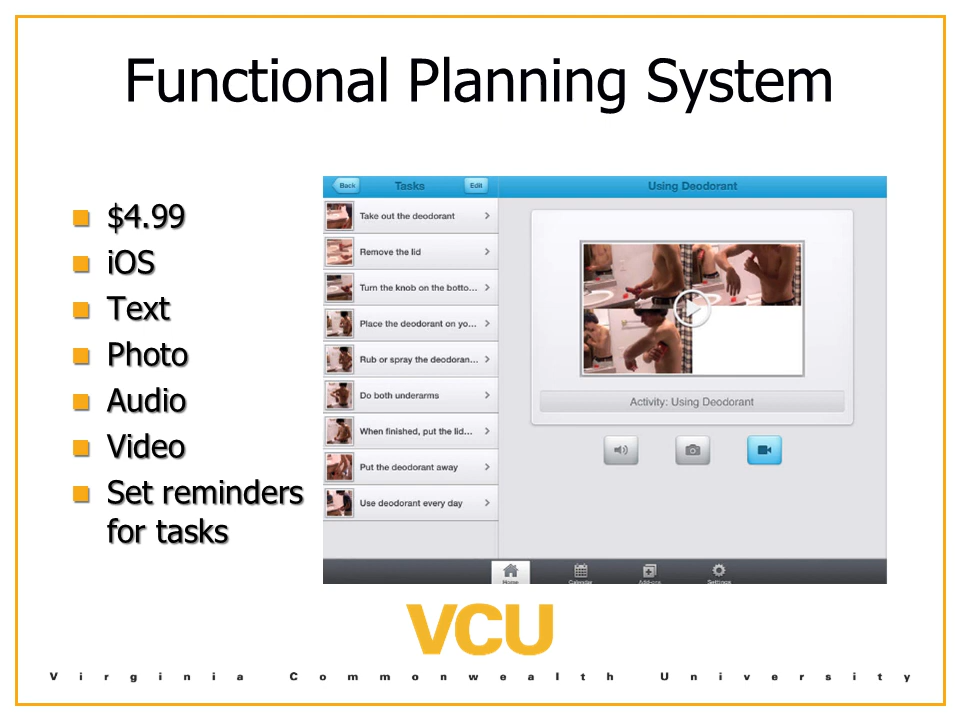 Functional Planning System
$4.99
iOS
Text
Photo
Audio
Video
Set reminders
for tasks
Back
Tasks
Edit
Take out the deodorant
Remove the lid
Turn the knob on the botto...
Place the deodorant on yo...
Rub or spray the deodoran...
Do both underarms
When finished, put the lid...
Put the deodorant away
Use deodorant every day
Using Deodorant
Activity: Using Deodorant
Home
Calendar
Add-ons
Settings
VCU
Virginia Commonwealth University